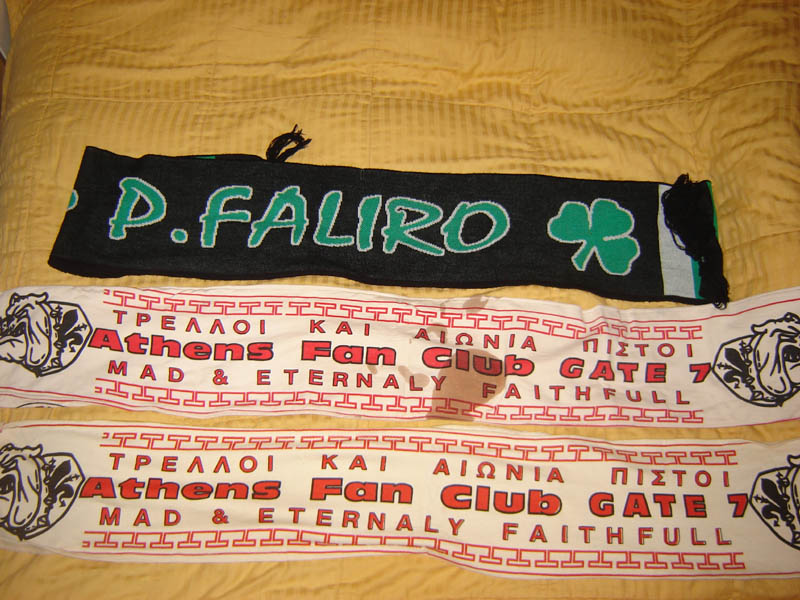 P.FALIRO
ΤΡΕΛΛΟΙ ΚΑΙ ΑΙΩΝΙΑ ΠΙΣΤΟΙ
Athens Fan Club GATE 7
MAD & ETERNALY FAITHFULL
ΤΡΕΛΛΟΙ ΚΑΙ ΑΙΩΝΙΑ ΠΙΣΤΟΙ
Athens Fan Club GATE 7
MAD & ETERNALY FAITHFULL